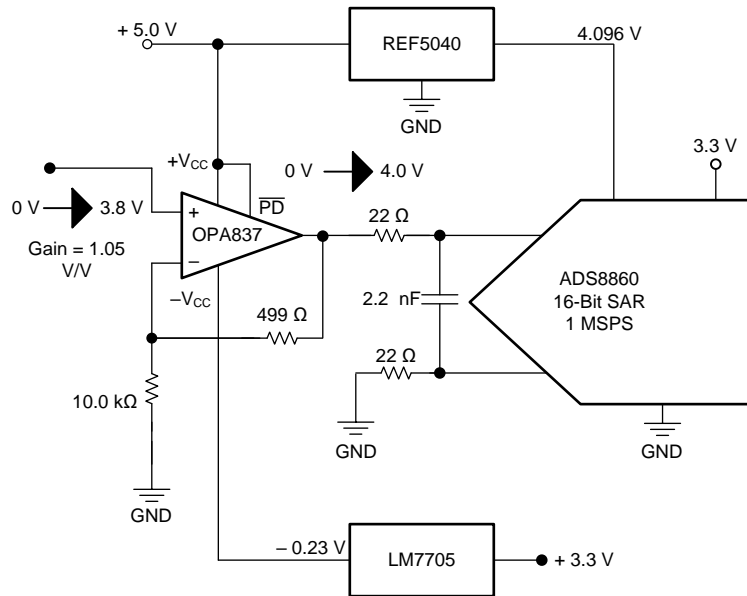 + 5.0 V
REF5040
4.096 V
GND
3.3 V
+VCC
0 V
4.0 V
PD
0 V
3.8 V
+
OPA837
22 Ω
Gain = 1.05
V/V
−
ADS8860
16-Bit SAR
1 MSPS
−VCC
2.2 nF
499 Ω
22 Ω
10.0 kΩ
GND
GND
GND
− 0.23 V
LM7705
+ 3.3 V